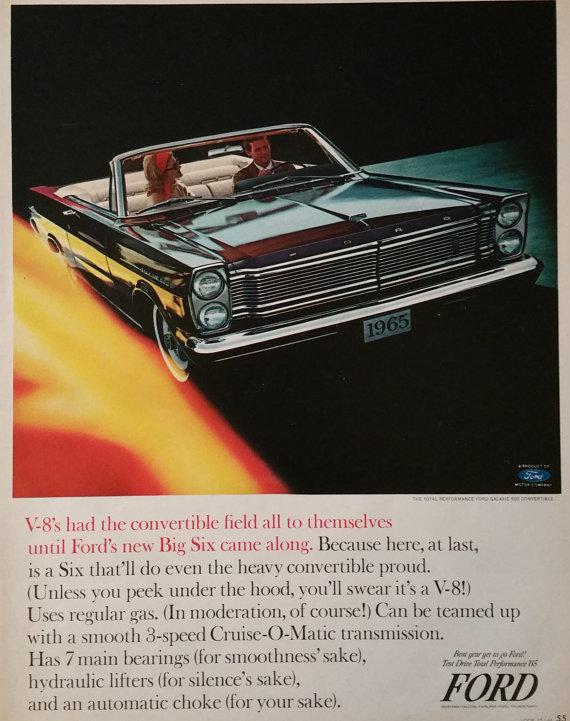 FORD
1965
A PRODUCT OF
Ford
MOTOR COMPANY
THE TOTAL PERFORMANCE FORD GALAXIE 500 CONVERTIBLE
V-8's had the convertible field all to themselves
until Ford's new Big Six came along. Because here, at last,
is a Six that'll do even the heavy convertible proud.
(Unless you peek under the hood, you'll swear it's a V-8!)
Uses regular gas. (In moderation, of course!) Can be teamed up
with a smooth 3-speed Cruise-O-Matic transmission.
Has 7 main bearings (for smoothness' sake),
hydraulic lifters (for silence's sake),
and an automatic choke (for your sake).
Best year yet to go Ford!
Test Drive Total Performance '65
FORD
MUSTANG • FALCON • FAIRLANE • FORD • THUNDERBIRD
55